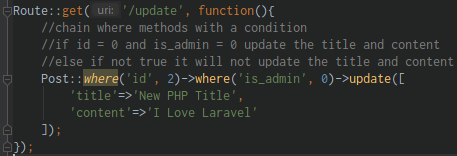 Route::get( uri: '/update', function(){
//chain where methods with a condition
//if id = 0 and is_admin = 0 update the title and content
//else if not true it will not update the title and content
Post::where('id', 2)->where('is_admin', 0)->update([
'title'=>'New PHP Title',
'content'=>'I Love Laravel'
]);
});